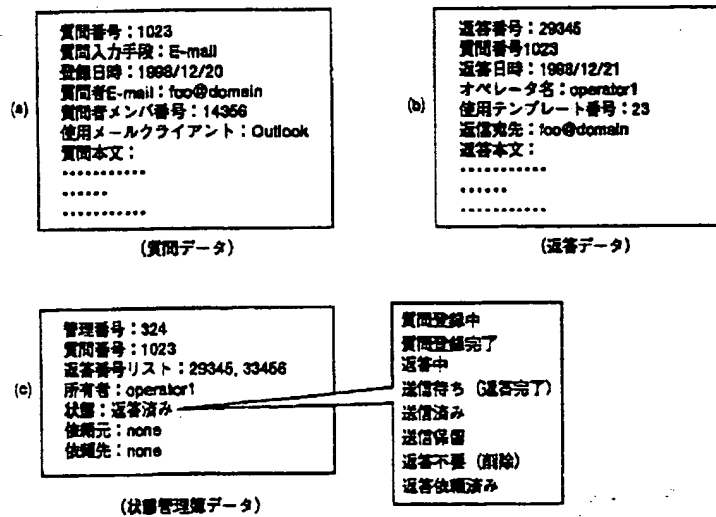 (a)
質問番号：1023
質問入力手段：E-mail
登録日時：1998/12/20
質問者E-mail：foo@domain
質問者メンバ番号：14356
使用メールクライアント：Outlook
質問本文：
…………
……
…………
(質問データ)
(b)
返答番号：29345
質問番号1023
返答日時：1998/12/21
オペレータ名：operator1
使用テンプレート番号：23
返信宛先：foo@domain
返答本文：
…………
……
…………
(返答データ)
(c)
管理番号：324
質問番号：1023
返答番号リスト：29345, 33456
所有者：operator1
状態：返答済み
依頼元：none
依頼先：none
(状態管理簿データ)
質問登録中
質問登録完了
返答中
送信待ち（返答完了）
送信済み
送信保留
返答不要（削除）
返答依頼済み